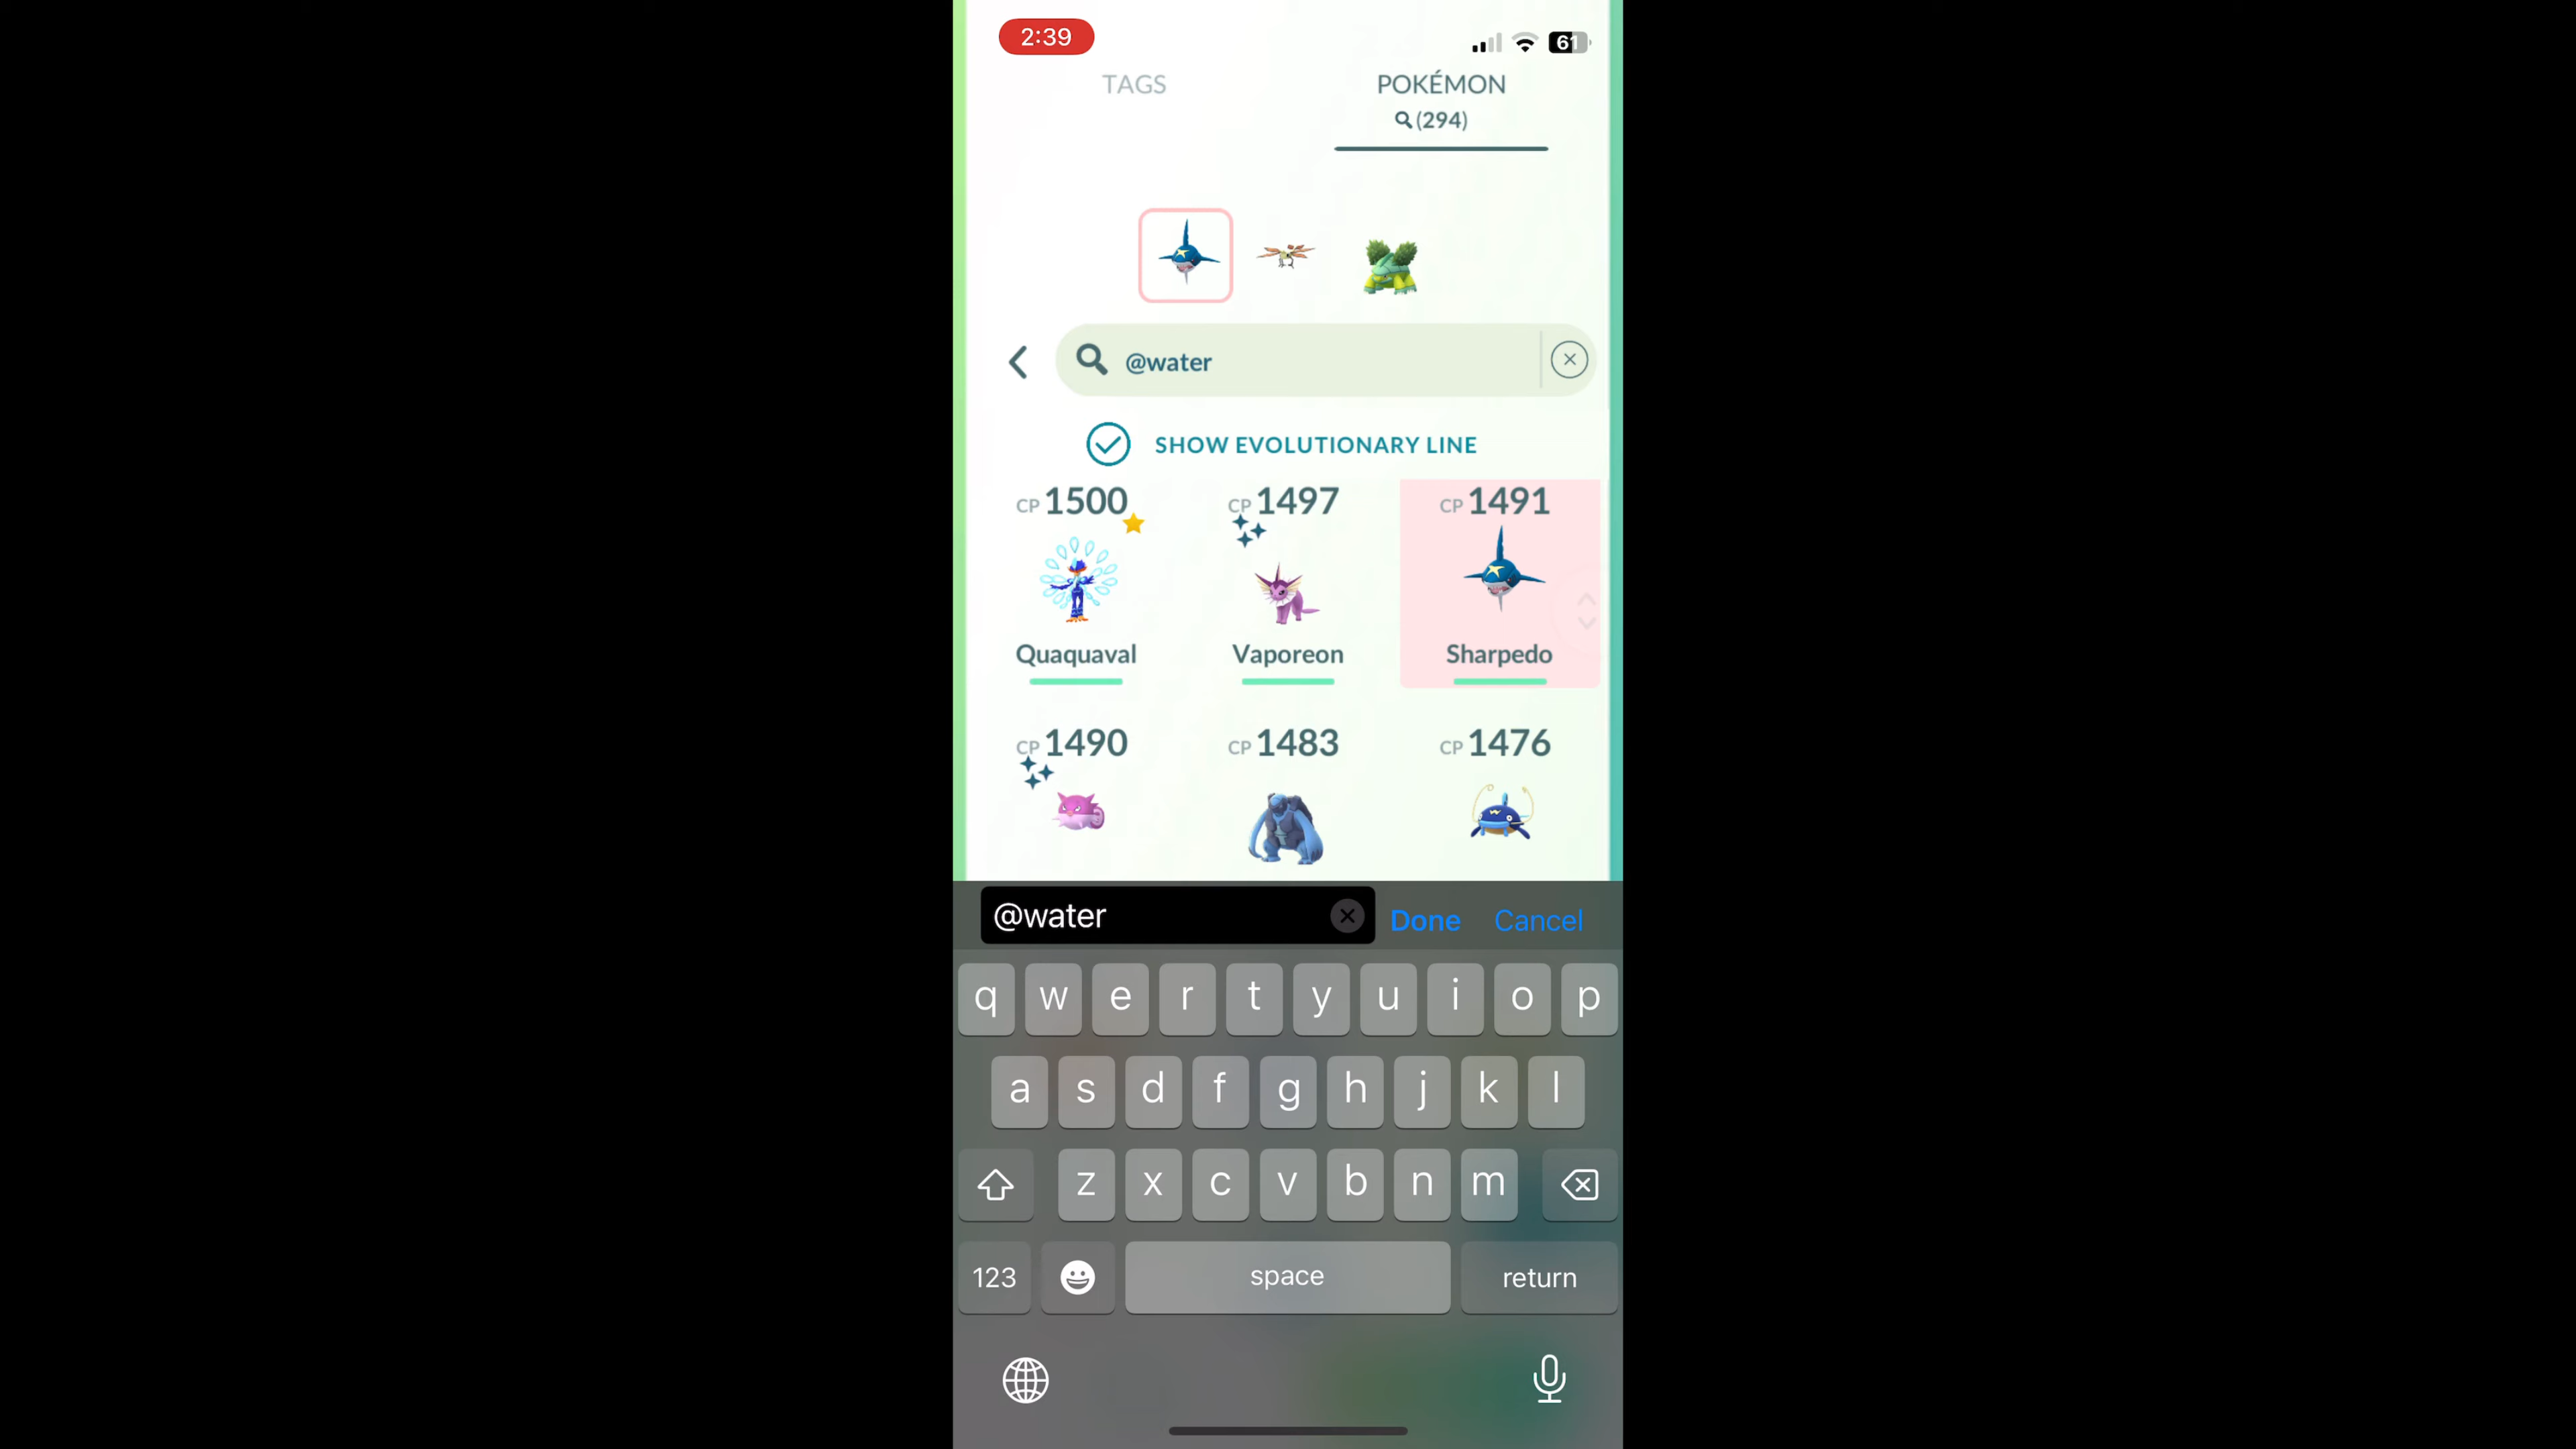 2:39
61
TAGS
POKÉMON
(294)
@water
SHOW EVOLUTIONARY LINE
CP 1500
CP 1497
CP 1491
Quaquaval
Vaporeon
Sharpedo
CP 1490
CP 1483
CP 1476
@water
Done
Cancel
q w e r t y u i o p
a s d f g h j k l
z x c v b n m
123
space
return